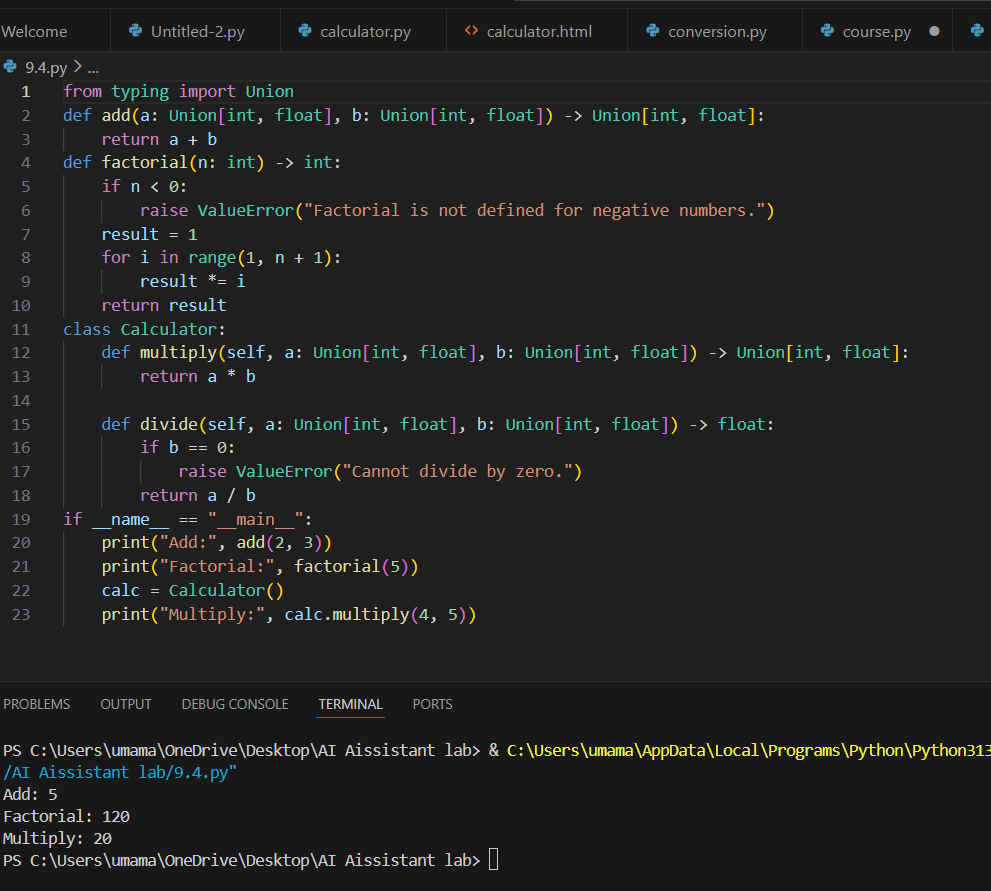 Welcome
Untitled-2.py
calculator.py
calculator.html
conversion.py
course.py
9.4.py > ...
1 from typing import Union
2 def add(a: Union[int, float], b: Union[int, float]) -> Union[int, float]:
3     return a + b
4 def factorial(n: int) -> int:
5     if n < 0:
6         raise ValueError("Factorial is not defined for negative numbers.")
7     result = 1
8     for i in range(1, n + 1):
9         result *= i
10     return result
11 class Calculator:
12     def multiply(self, a: Union[int, float], b: Union[int, float]) -> Union[int, float]:
13         return a * b
14
15     def divide(self, a: Union[int, float], b: Union[int, float]) -> float:
16         if b == 0:
17             raise ValueError("Cannot divide by zero.")
18         return a / b
19 if __name__ == "__main__":
20     print("Add:", add(2, 3))
21     print("Factorial:", factorial(5))
22     calc = Calculator()
23     print("Multiply:", calc.multiply(4, 5))
PROBLEMS OUTPUT DEBUG CONSOLE TERMINAL PORTS
PS C:\Users\umama\OneDrive\Desktop\AI Aissistant lab> & C:\Users\umama\AppData\Local\Programs\Python\Python313
/AI Aissistant lab/9.4.py"
Add: 5
Factorial: 120
Multiply: 20
PS C:\Users\umama\OneDrive\Desktop\AI Aissistant lab>